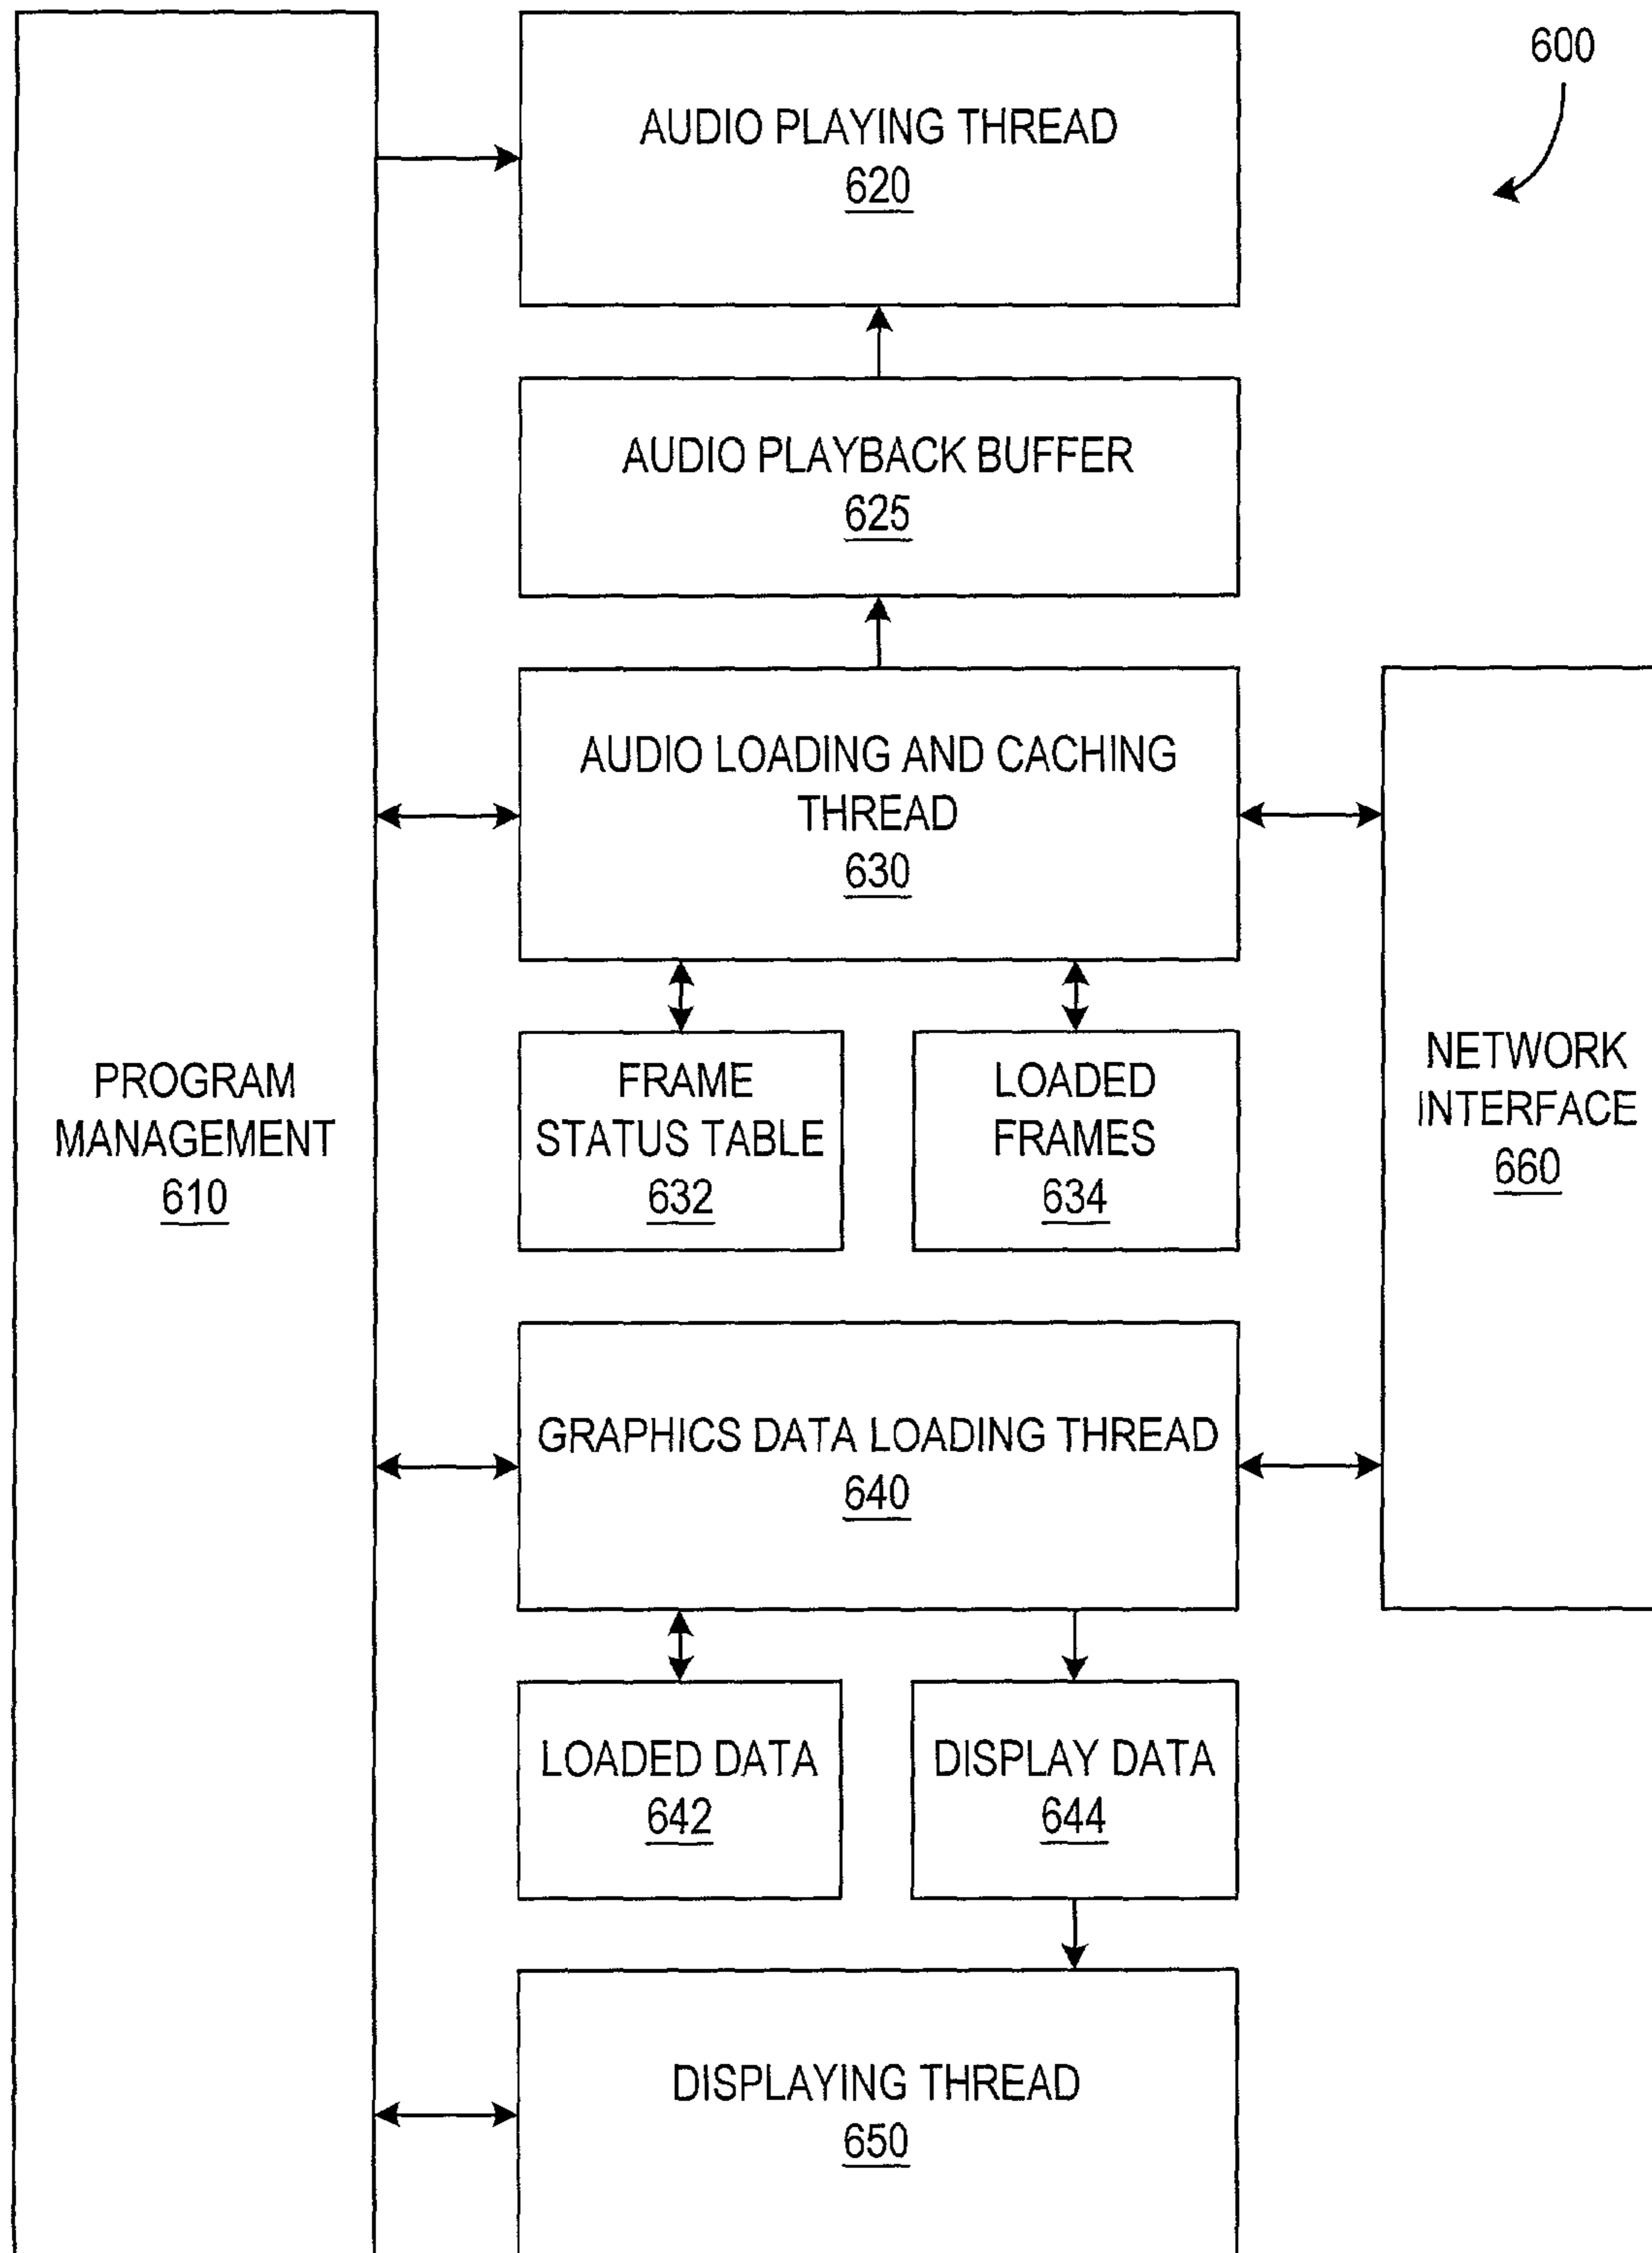 600
AUDIO PLAYING THREAD
620
AUDIO PLAYBACK BUFFER
625
AUDIO LOADING AND CACHING
THREAD
630
PROGRAM
MANAGEMENT
610
FRAME
STATUS TABLE
632
LOADED
FRAMES
634
NETWORK
INTERFACE
660
GRAPHICS DATA LOADING THREAD
640
LOADED DATA
642
DISPLAY DATA
644
DISPLAYING THREAD
650